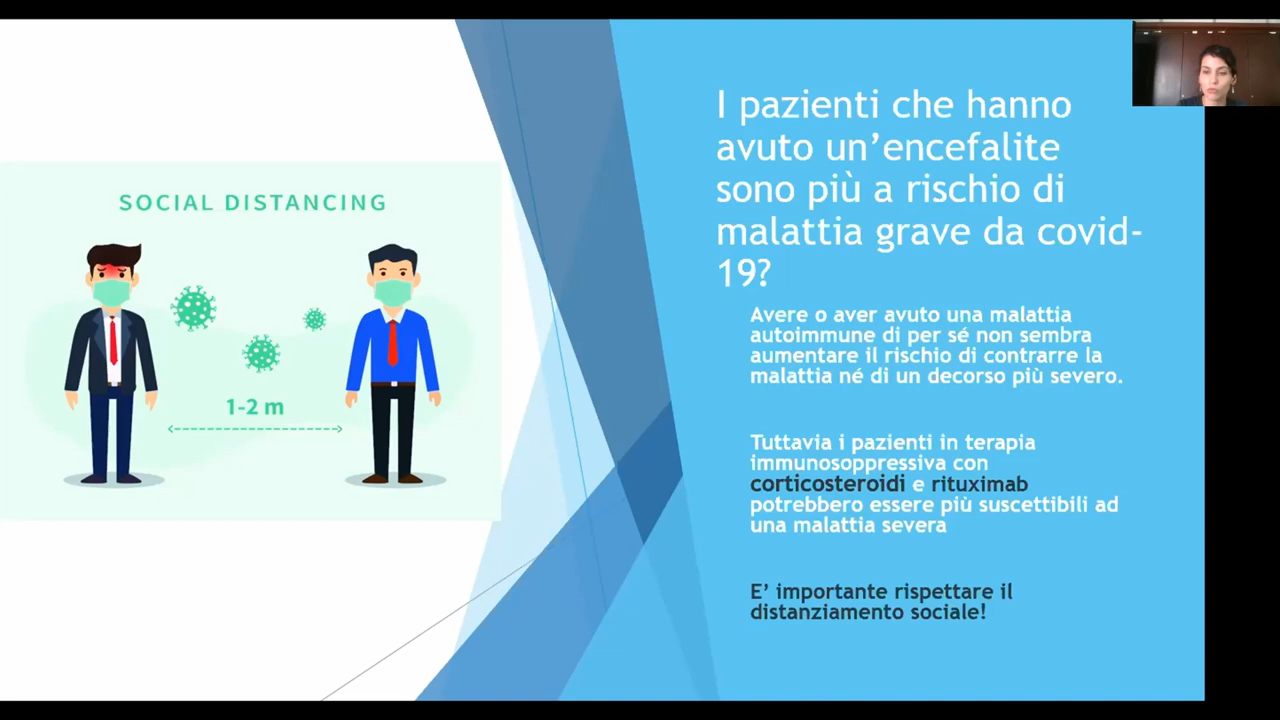 SOCIAL DISTANCING
1-2 m
I pazienti che hanno
avuto un’encefalite
sono più a rischio di
malattia grave da covid-
19?
Avere o aver avuto una malattia
autoimmune di per sé non sembra
aumentare il rischio di contrarre la
malattia né di un decorso più severo.
Tuttavia i pazienti in terapia
immunosoppressiva con
corticosteroidi e rituximab
potrebbero essere più suscettibili ad
una malattia severa
E’ importante rispettare il
distanziamento sociale!